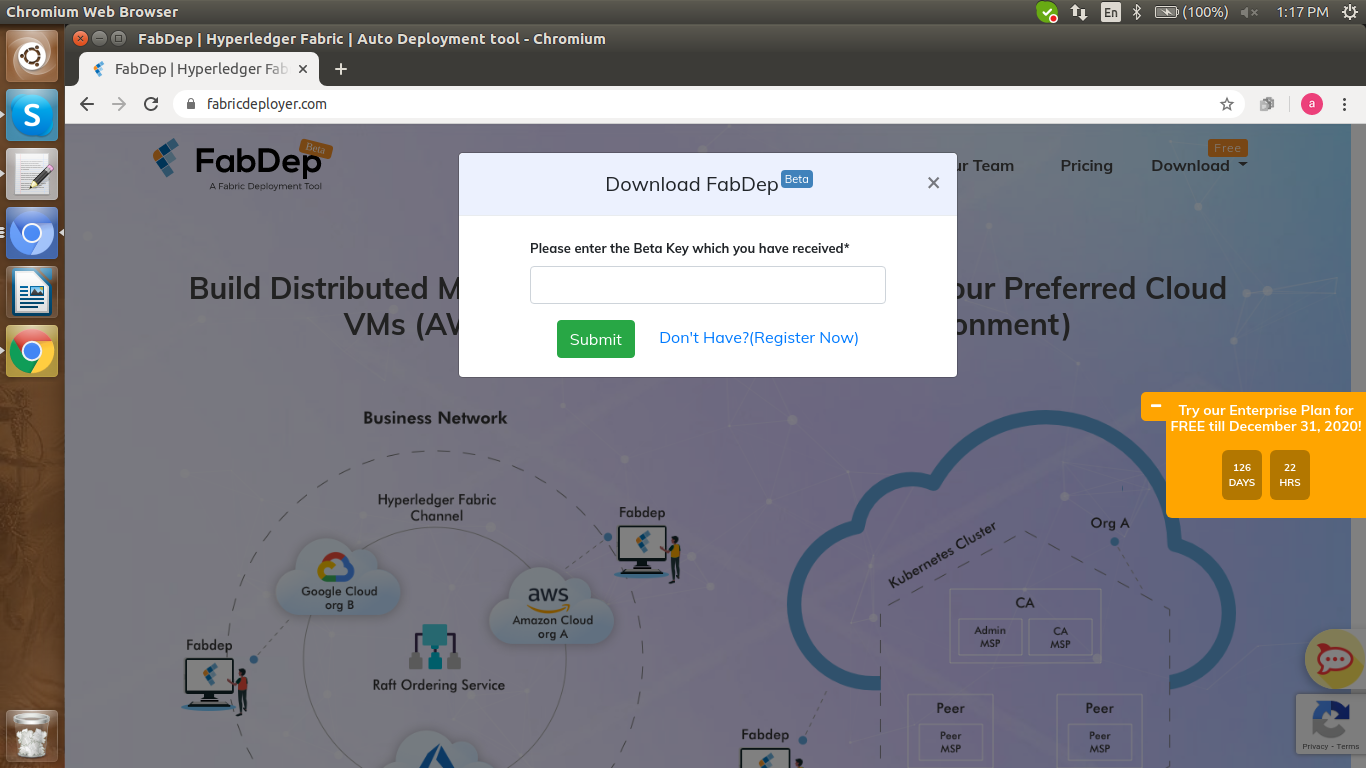 Chromium Web Browser
En
(100%)
1:17 PM
FabDep | Hyperledger Fabric | Auto Deployment tool - Chromium
FabDep | Hyperledger Fab
fabricdeployer.com
a
FabDep
Beta
A Fabric Deployment Tool
Team
Pricing
Download
Free
Download FabDep Beta
Please enter the Beta Key which you have received*
Submit
Don't Have?(Register Now)
Build Distributed
our Preferred Cloud
VMs
Try our Enterprise Plan for
FREE till December 31, 2020!
126
DAYS
22
HRS
Business Network
Hyperledger Fabric
Channel
Fabdep
Google Cloud
org B
aws
Amazon Cloud
org A
Fabdep
Raft Ordering Service
Fabdep
Kubernetes Cluster
Org A
CA
Admin
MSP
CA
MSP
Peer
Peer
MSP
Peer
Peer
MSP
Privacy - Terms